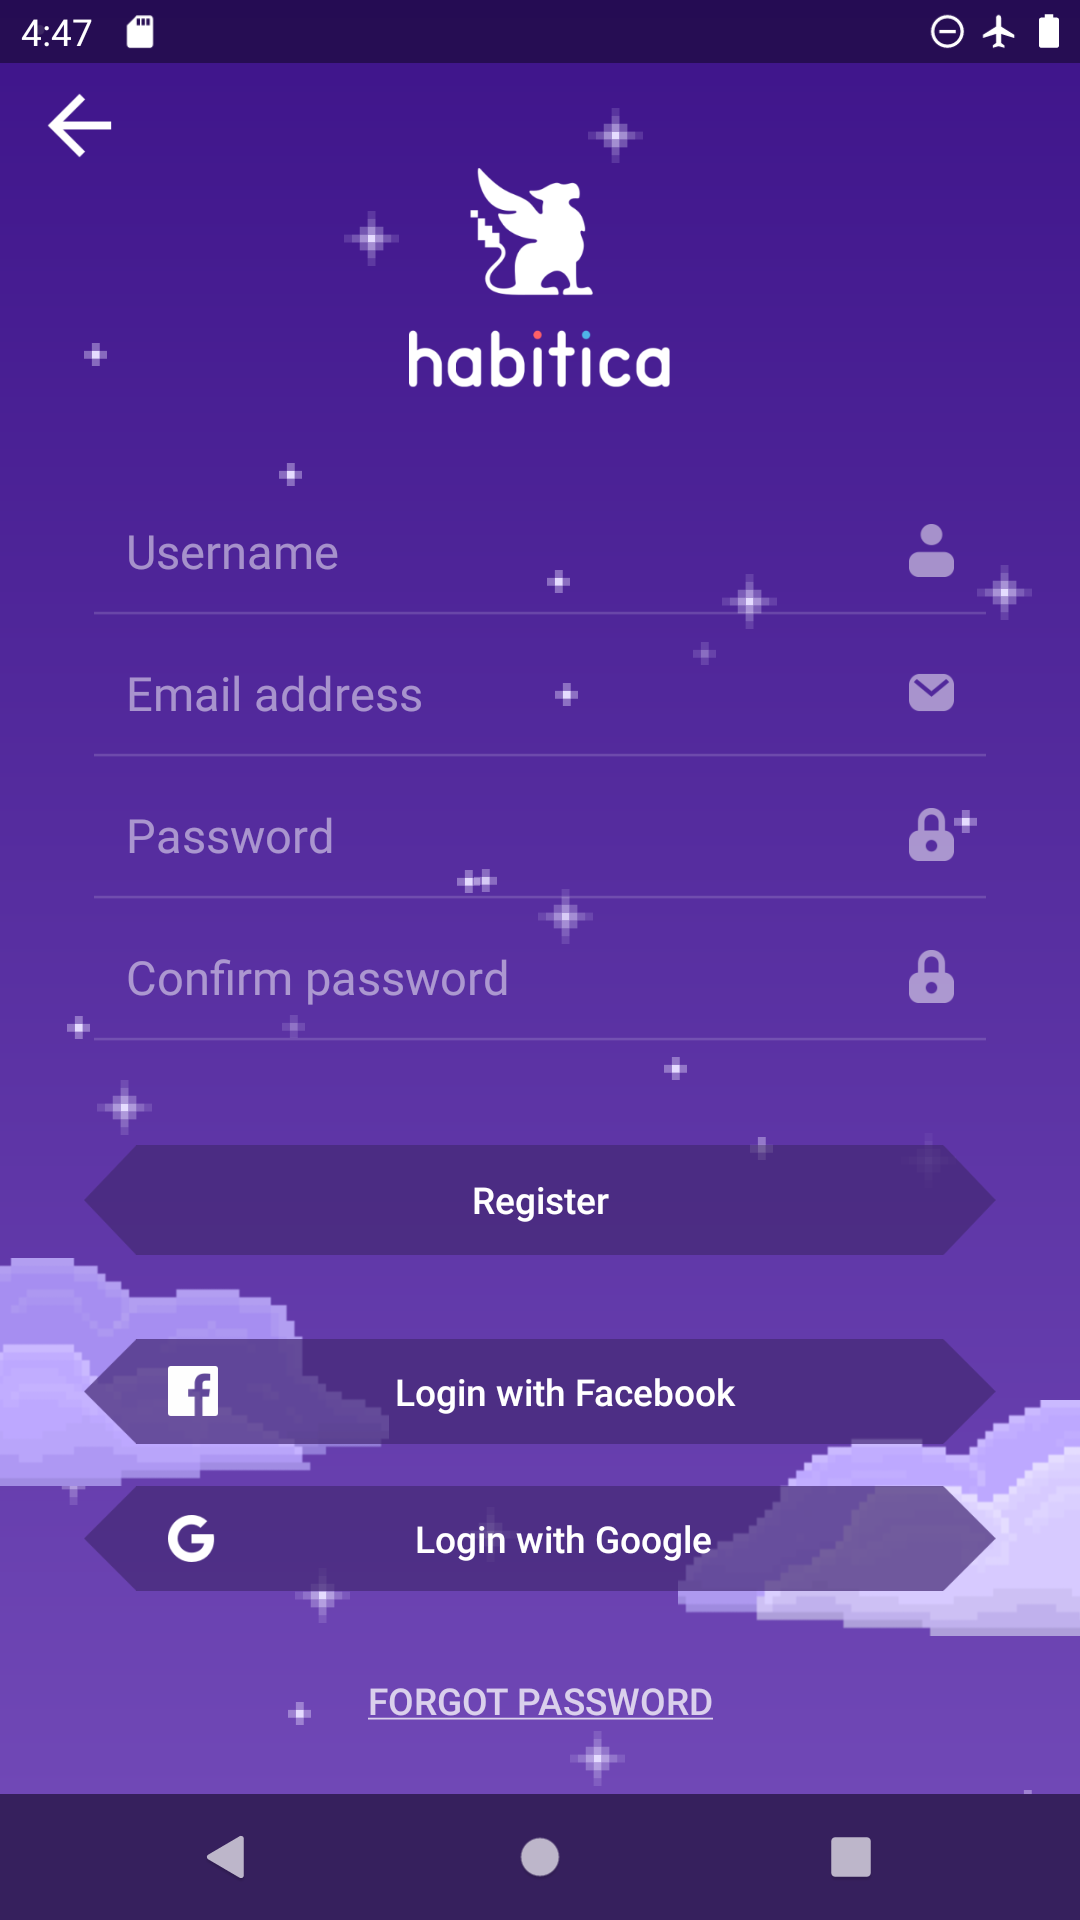 4:47
habitica
Username
Email address
Password
Confirm password
Register
Login with Facebook
Login with Google
FORGOT PASSWORD